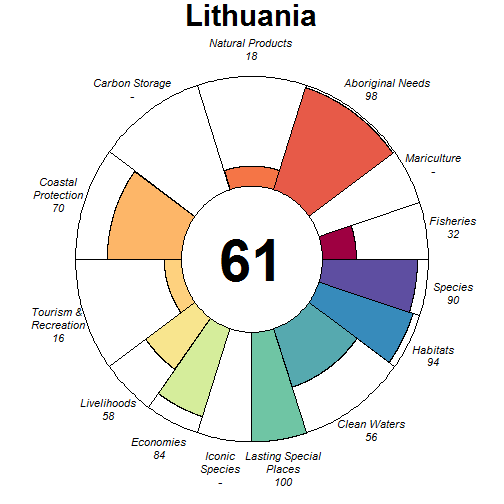 Lithuania
Natural Products
18
Carbon Storage
-
Aboriginal Needs
98
Mariculture
-
Coastal
Protection
70
Fisheries
32
61
Species
90
Tourism &
Recreation
16
Habitats
94
Livelihoods
58
Clean Waters
56
Economies
84
Iconic
Species
-
Lasting Special
Places
100